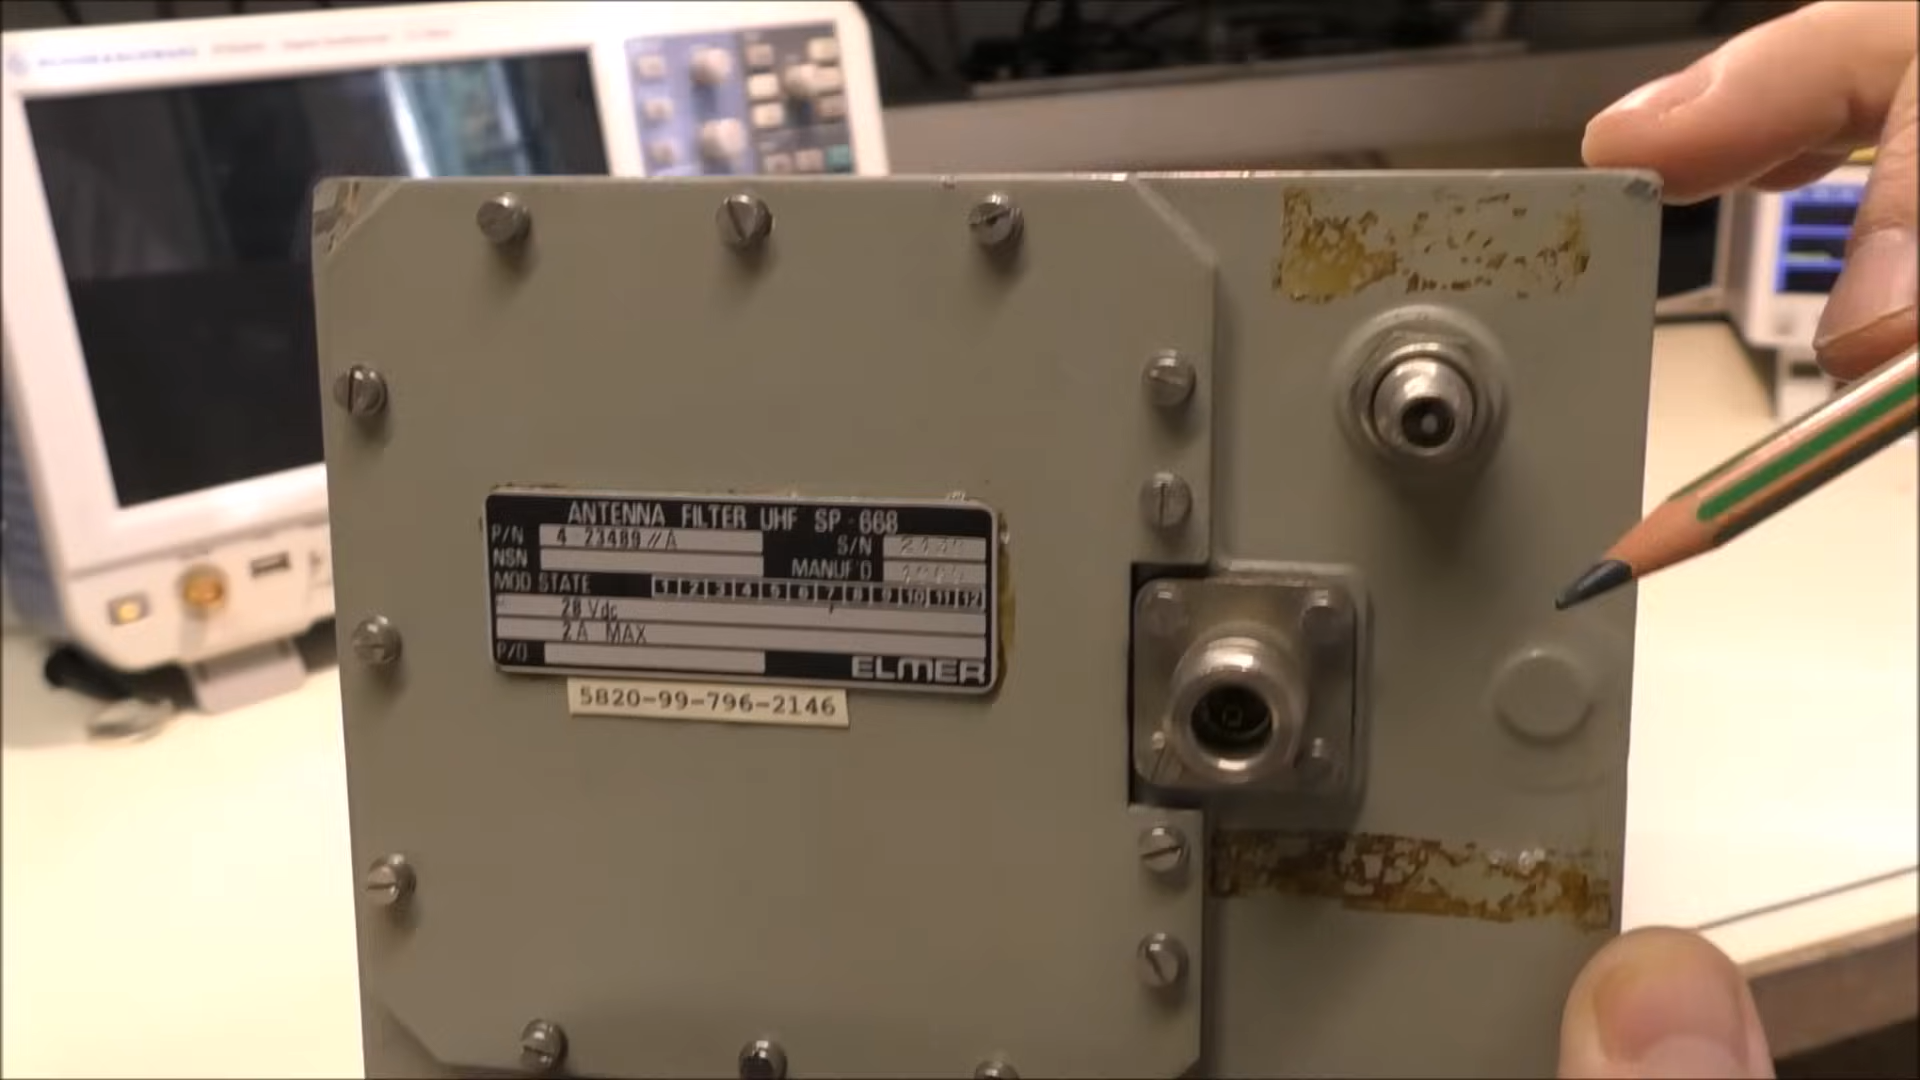 ANTENNA FILTER UHF SP-668
P/N 4 23489//A
S/N
NSN
MANUF'D
MOD STATE 1 2 3 4 5 6 7 8 9 10 11 12
28 Vdc
2A MAX
P/O
ELMER
5820-99-796-2146